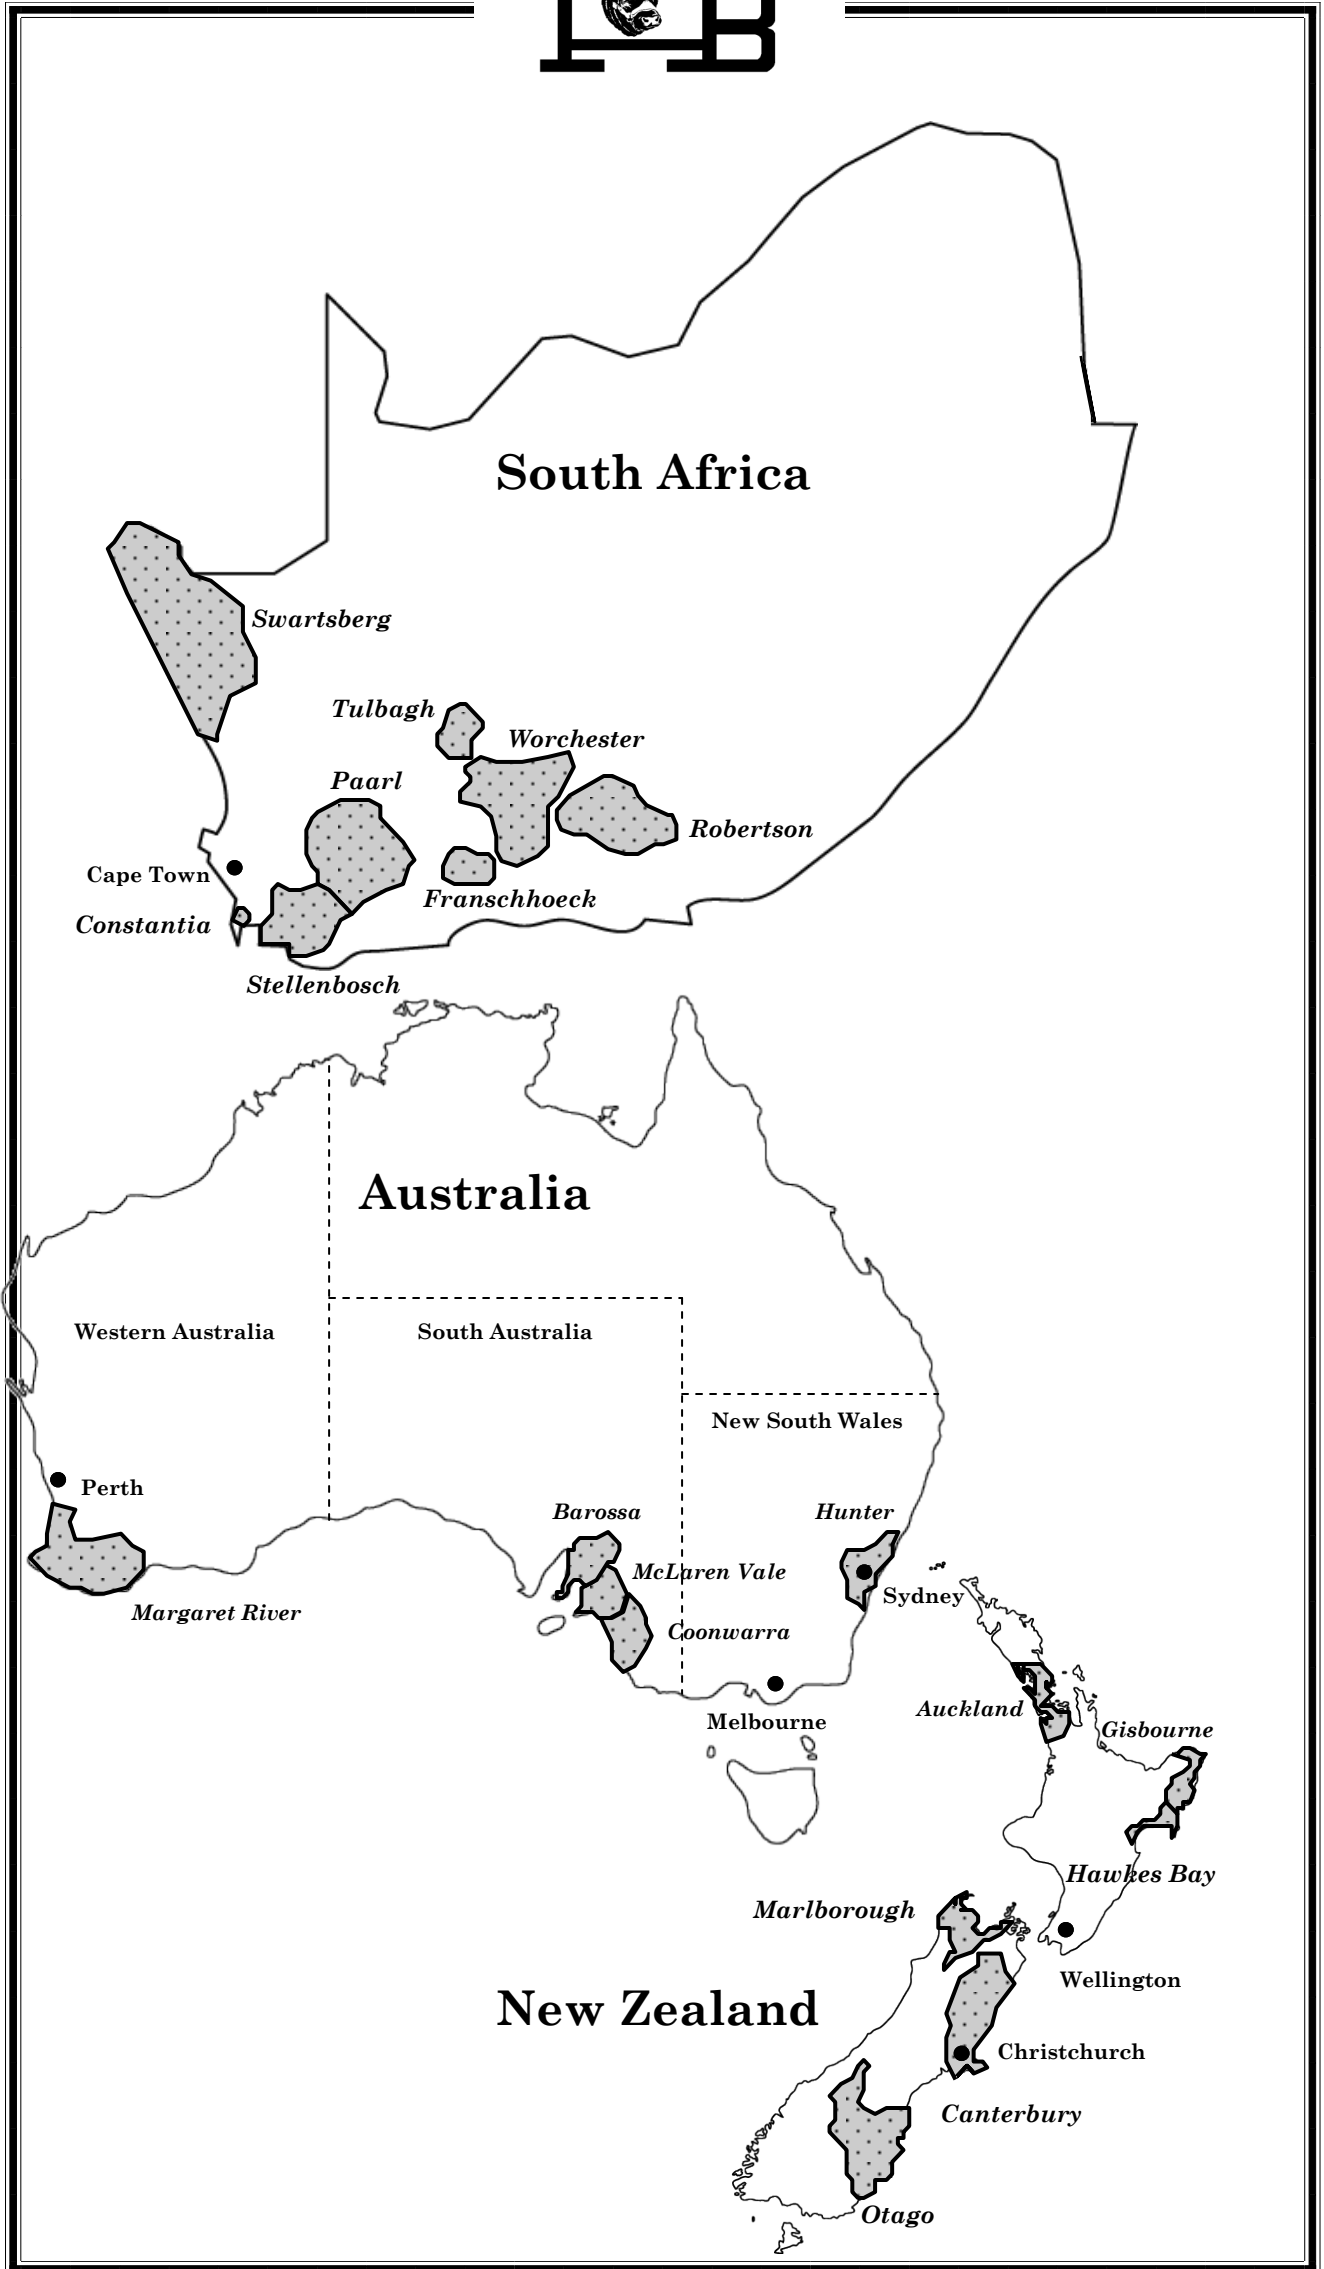 B
South Africa
Swartsberg
Tulbagh
Worchester
Paarl
Robertson
Cape Town
Franschhoeck
Constantia
Stellenbosch
Australia
Western Australia
South Australia
New South Wales
Perth
Barossa
Hunter
McLaren Vale
Sydney
Margaret River
Coonwarra
Auckland
Melbourne
Gisbourne
Hawkes Bay
Marlborough
Wellington
New Zealand
Christchurch
Canterbury
Otago